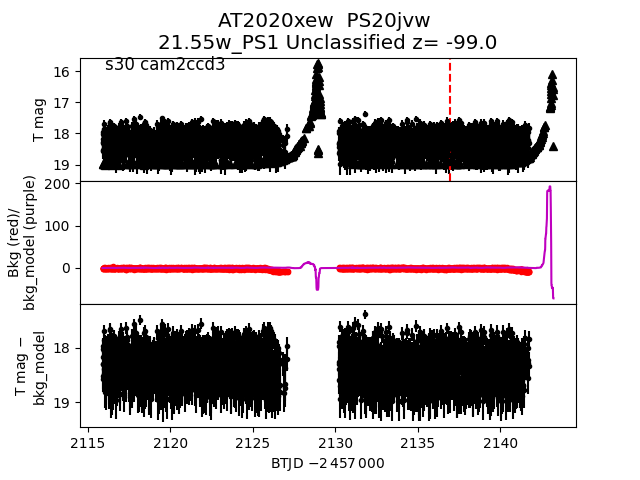 AT2020xew PS20jvw
21.55w_PS1 Unclassified z= -99.0
s30 cam2ccd3
16
17
18
19
T mag
200
100
0
Bkg (red)/
bkg_model (purple)
18
19
T mag −
bkg_model
2115 2120 2125 2130 2135 2140
BTJD −2 457 000